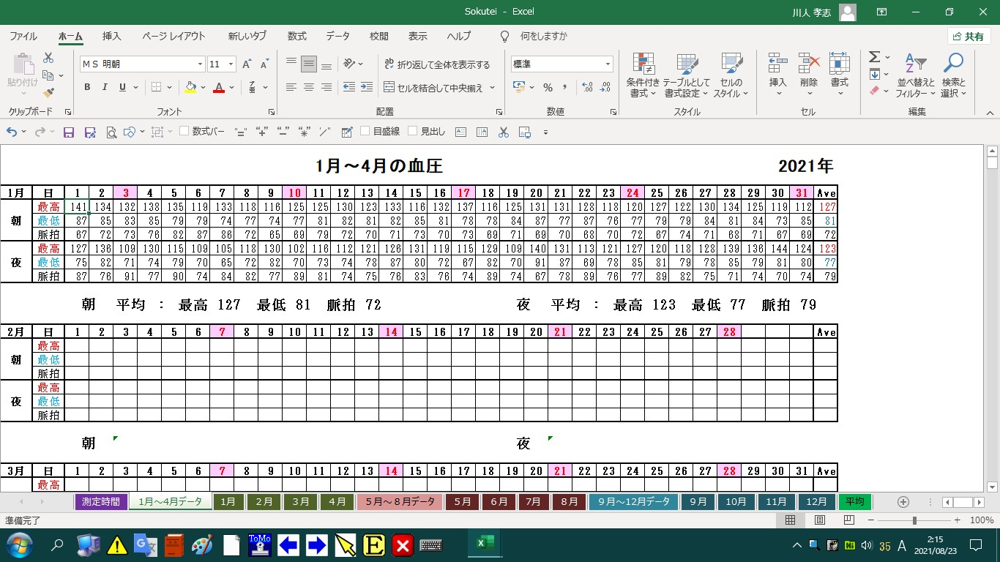 Sokutei - Excel 川人 孝志
ファイル ホーム 挿入 ページ レイアウト 新しいタブ 数式 データ 校閲 表示 ヘルプ 何をしますか 共有
貼り付け クリップボード
ＭＳ 明朝 11 B I U A フォント
ab 折り返して全体を表示する
セルを結合して中央揃え 配置
標準 % 数値
条件付き書式 テーブルとして書式設定 セルのスタイル スタイル
挿入 削除 書式 セル
並べ替えとフィルター 検索と選択 編集
数式バー "=" "+" "-" "*" "/" 目盛線 見出し
1月～4月の血圧 2021年
1月 日 1 2 3 4 5 6 7 8 9 10 11 12 13 14 15 16 17 18 19 20 21 22 23 24 25 26 27 28 29 30 31 Ave
最高 141 134 132 138 135 119 133 118 116 125 125 130 123 133 116 132 137 116 125 131 131 128 118 120 127 122 130 134 125 119 112 127
朝 最低 87 85 83 85 79 79 74 77 74 77 81 82 81 82 85 81 78 78 84 87 77 87 76 77 79 79 84 81 84 73 85 81
脈拍 67 72 73 76 82 87 86 72 65 69 79 72 70 71 73 70 73 69 71 69 70 68 70 72 67 74 71 68 71 67 69 72
最高 127 136 109 130 115 109 105 118 130 102 116 112 121 126 131 119 115 129 109 140 131 113 121 127 120 118 128 139 136 144 124 123
夜 最低 75 82 71 74 79 70 65 72 82 70 73 74 78 87 80 72 67 82 70 91 87 69 78 85 81 79 78 85 79 81 80 77
脈拍 87 76 91 77 90 74 84 82 77 89 81 74 75 76 83 76 74 89 74 67 78 89 76 77 89 82 75 71 74 70 74 79
朝 平均 : 最高 127 最低 81 脈拍 72 夜 平均 : 最高 123 最低 77 脈拍 79
2月 日 1 2 3 4 5 6 7 8 9 10 11 12 13 14 15 16 17 18 19 20 21 22 23 24 25 26 27 28 Ave
最高
朝 最低
脈拍
最高
夜 最低
脈拍
朝 夜
3月 日 1 2 3 4 5 6 7 8 9 10 11 12 13 14 15 16 17 18 19 20 21 22 23 24 25 26 27 28 29 30 31 Ave
最高
測定時間 1月～4月データ 1月 ２月 ３月 ４月 ５月～８月データ ５月 ６月 7月 ８月 ９月～12月データ ９月 10月 11月 12月 平均
準備完了 100%
ToMo E 35 A 2:15
2021/08/23